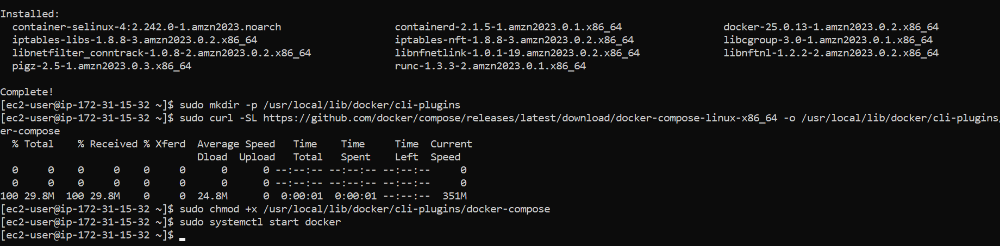 Installed:
  container-selinux-4:2.242.0-1.amzn2023.noarch                   containerd-2.1.5-1.amzn2023.0.1.x86_64                 docker-25.0.13-1.amzn2023.0.2.x86_64
  iptables-libs-1.8.8-3.amzn2023.0.2.x86_64                       iptables-nft-1.8.8-3.amzn2023.0.2.x86_64               libcgroup-3.0-1.amzn2023.0.1.x86_64
  libnetfilter_conntrack-1.0.8-2.amzn2023.0.2.x86_64              libnfnetlink-1.0.1-19.amzn2023.0.2.x86_64              libnftnl-1.2.2-2.amzn2023.0.2.x86_64
  pigz-2.5-1.amzn2023.0.3.x86_64                                  runc-1.3.3-2.amzn2023.0.1.x86_64
Complete!
[ec2-user@ip-172-31-15-32 ~]$ sudo mkdir -p /usr/local/lib/docker/cli-plugins
[ec2-user@ip-172-31-15-32 ~]$ sudo curl -SL https://github.com/docker/compose/releases/latest/download/docker-compose-linux-x86_64 -o /usr/local/lib/docker/cli-plugins/
er-compose
  % Total    % Received % Xferd  Average Speed   Time    Time     Time  Current
                                 Dload  Upload   Total   Spent    Left  Speed
  0     0    0     0    0     0      0      0 --:--:-- --:--:-- --:--:--     0
  0     0    0     0    0     0      0      0 --:--:-- --:--:-- --:--:--     0
100 29.8M  100 29.8M    0     0  24.8M      0  0:00:01  0:00:01 --:--:--  351M
[ec2-user@ip-172-31-15-32 ~]$ sudo chmod +x /usr/local/lib/docker/cli-plugins/docker-compose
[ec2-user@ip-172-31-15-32 ~]$ sudo systemctl start docker
[ec2-user@ip-172-31-15-32 ~]$